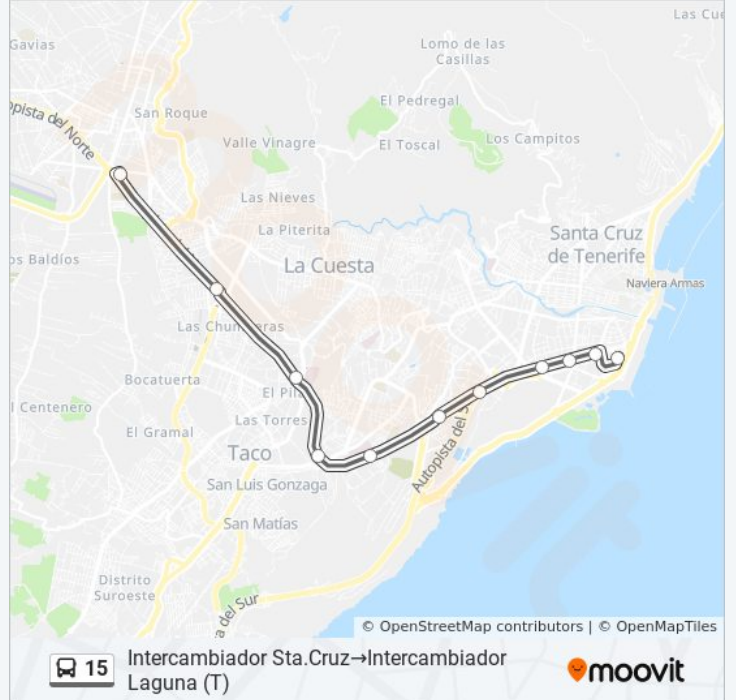 Las Cue
Gavias
Lomo de las
Casillas
El Pedregal
San Roque
opista del Norte
Valle Vinagre
El Toscal
Los Campitos
Las Nieves
La Piterita
Santa Cruz
de Tenerife
os Baldíos
La Cuesta
Naviera Armas
Las Chum eras
Bocatuerta
El Pil
l Centenero
Las Torres
El Gramal
Taco
Autopista del S
San Luis Gonzaga
San Matías
Distrito
Suroeste
a del Sur
© OpenStreetMap contributors | © OpenMapTiles
15
Intercambiador Sta.Cruz→Intercambiador
Laguna (T)
moovit